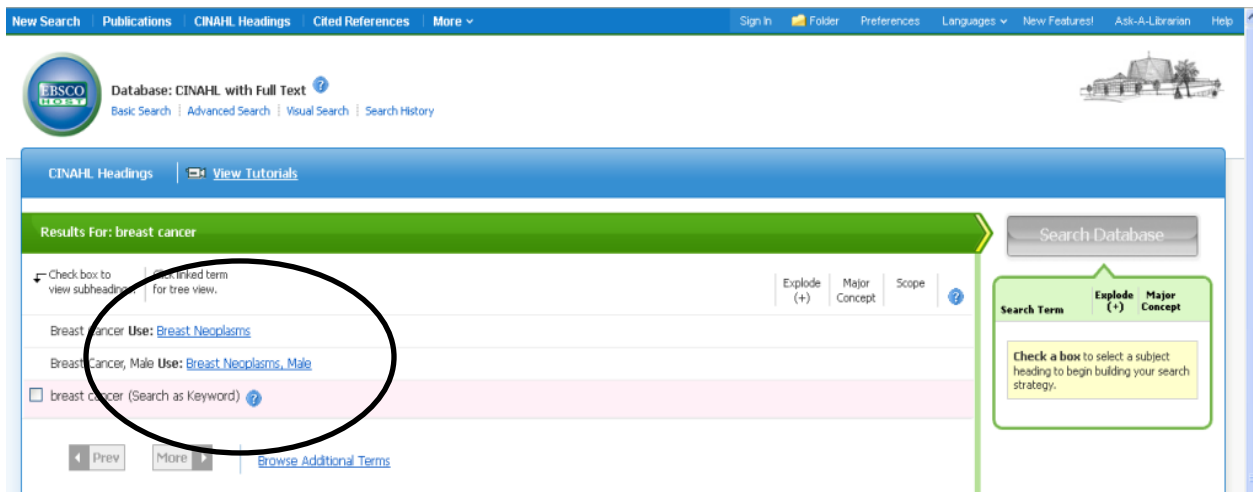 New Search Publications CINAHL Headings Cited References More Sign In Folder Preferences Languages New Features! Ask-A-Librarian Help
EBSCO
HOST
Database: CINAHL with Full Text ?
Basic Search Advanced Search Visual Search Search History
CINAHL Headings View Tutorials
Results For: breast cancer
Search Database
Check box to
view subheadings.
Click linked term
for tree view.
Explode
(+)
Major
Concept
Scope
?
Search Term
Explode
(+)
Major
Concept
Breast Cancer Use: Breast Neoplasms
Breast Cancer, Male Use: Breast Neoplasms, Male
breast cancer (Search as Keyword) ?
Check a box to select a subject
heading to begin building your search
strategy.
Prev More Browse Additional Terms